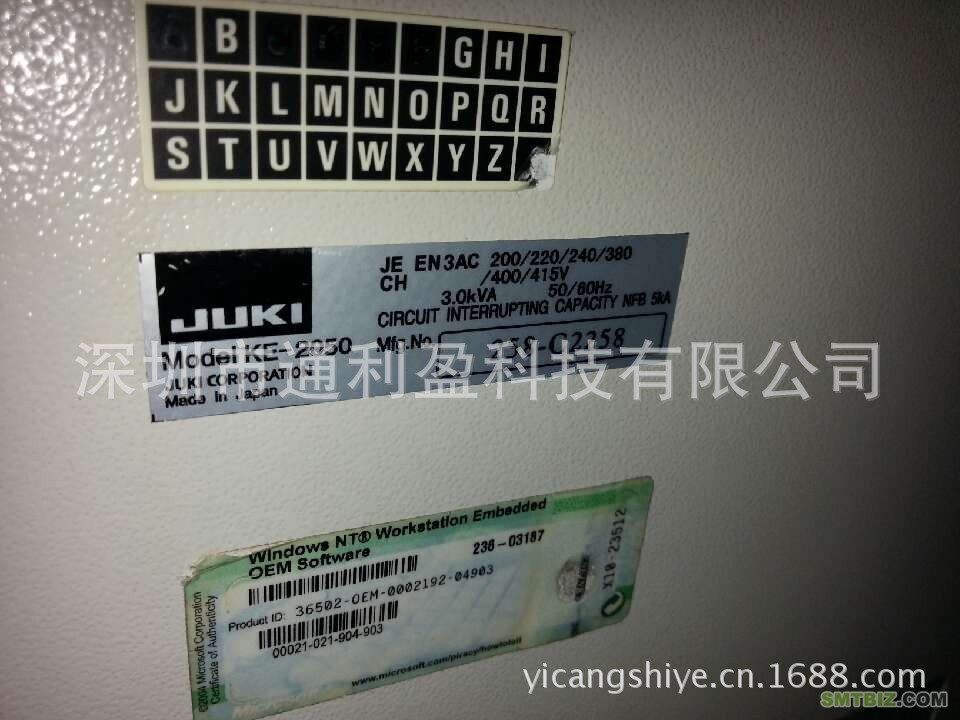 B G H I
J K L M N O P Q R
S T U V W X Y Z
JUKI
JE EN3AC 200/220/240/380
CH /400/415V
3.0kVA 50/60Hz
CIRCUIT INTERRUPTING CAPACITY NFB 5kA
Model KE-2050
Mfg.No.
JUKI CORPORATION
Made in Japan
深圳市通利盈科技有限公司
Windows NT® Workstation Embedded
OEM Software
236-03187
X10-23512
Product ID: 36502-OEM-0002192-04903
00021-021-904-903
www.microsoft.com/piracy/howtotell
©2004 Microsoft Corporation
Certificate of Authenticity
yicangshiye.cn.1688.com
SMTBIZ.COM